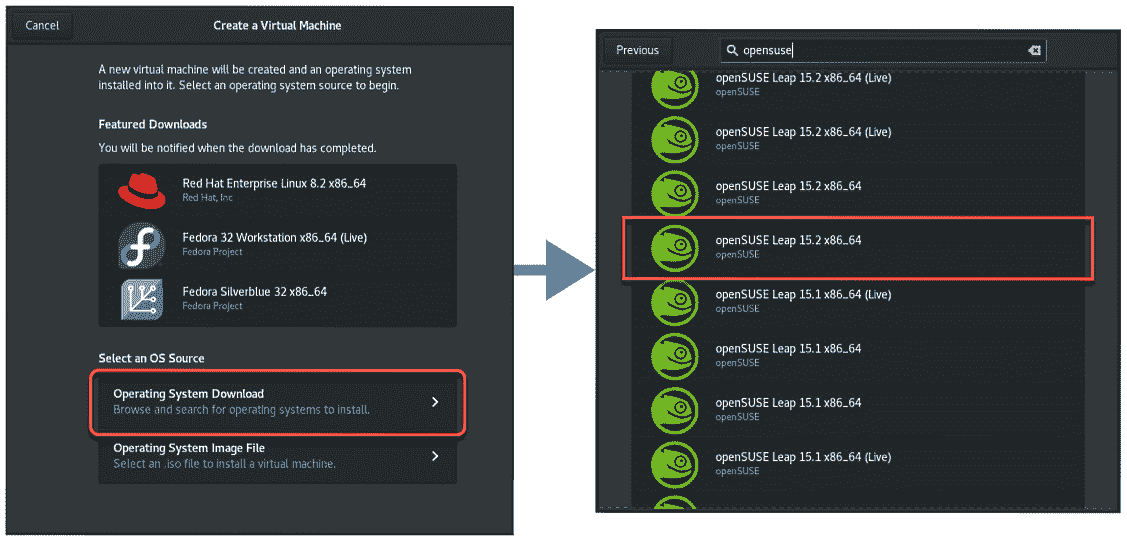 Cancel
Create a Virtual Machine
A new virtual machine will be created and an operating system
installed into it. Select an operating system source to begin.
Featured Downloads
You will be notified when the download has completed.
Red Hat Enterprise Linux 8.2 x86_64
Red Hat, Inc
Fedora 32 Workstation x86_64 (Live)
Fedora Project
Fedora Silverblue 32 x86_64
Fedora Project
Select an OS Source
Operating System Download
Browse and search for operating systems to install.
Operating System Image File
Select an .iso file to install a virtual machine.
Previous
opensuse
openSUSE Leap 15.2 x86_64 (Live)
openSUSE
openSUSE Leap 15.2 x86_64 (Live)
openSUSE
openSUSE Leap 15.2 x86_64
openSUSE
openSUSE Leap 15.2 x86_64
openSUSE
openSUSE Leap 15.1 x86_64 (Live)
openSUSE
openSUSE Leap 15.1 x86_64
openSUSE
openSUSE Leap 15.1 x86_64
openSUSE
openSUSE Leap 15.1 x86_64 (Live)
openSUSE